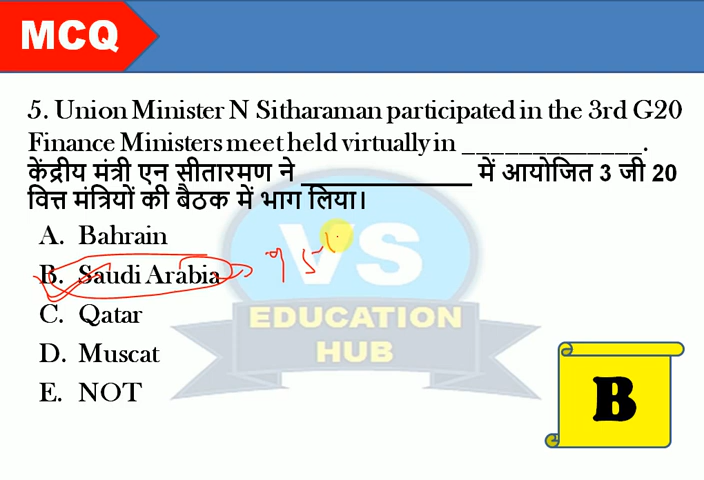 MCQ
5. Union Minister N Sitharaman participated in the 3rd G20
Finance Ministers meet held virtually in _____________.
केंद्रीय मंत्री एन सीतारमण ने ______________ में आयोजित 3 जी 20
वित्त मंत्रियों की बैठक में भाग लिया।
A. Bahrain
B. Saudi Arabia
C. Qatar
D. Muscat
E. NOT
VS
EDUCATION
HUB
B